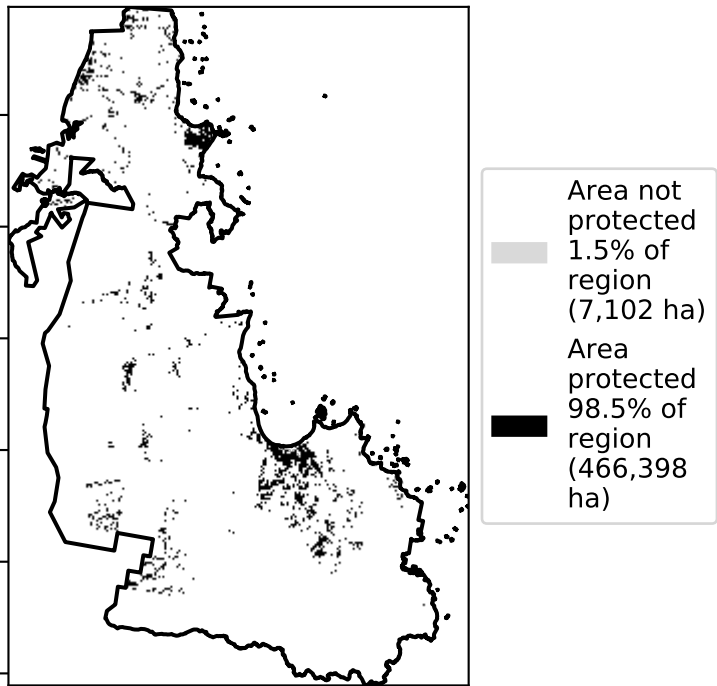 Area not
protected
1.5% of
region
(7,102 ha)
Area
protected
98.5% of
region
(466,398
ha)